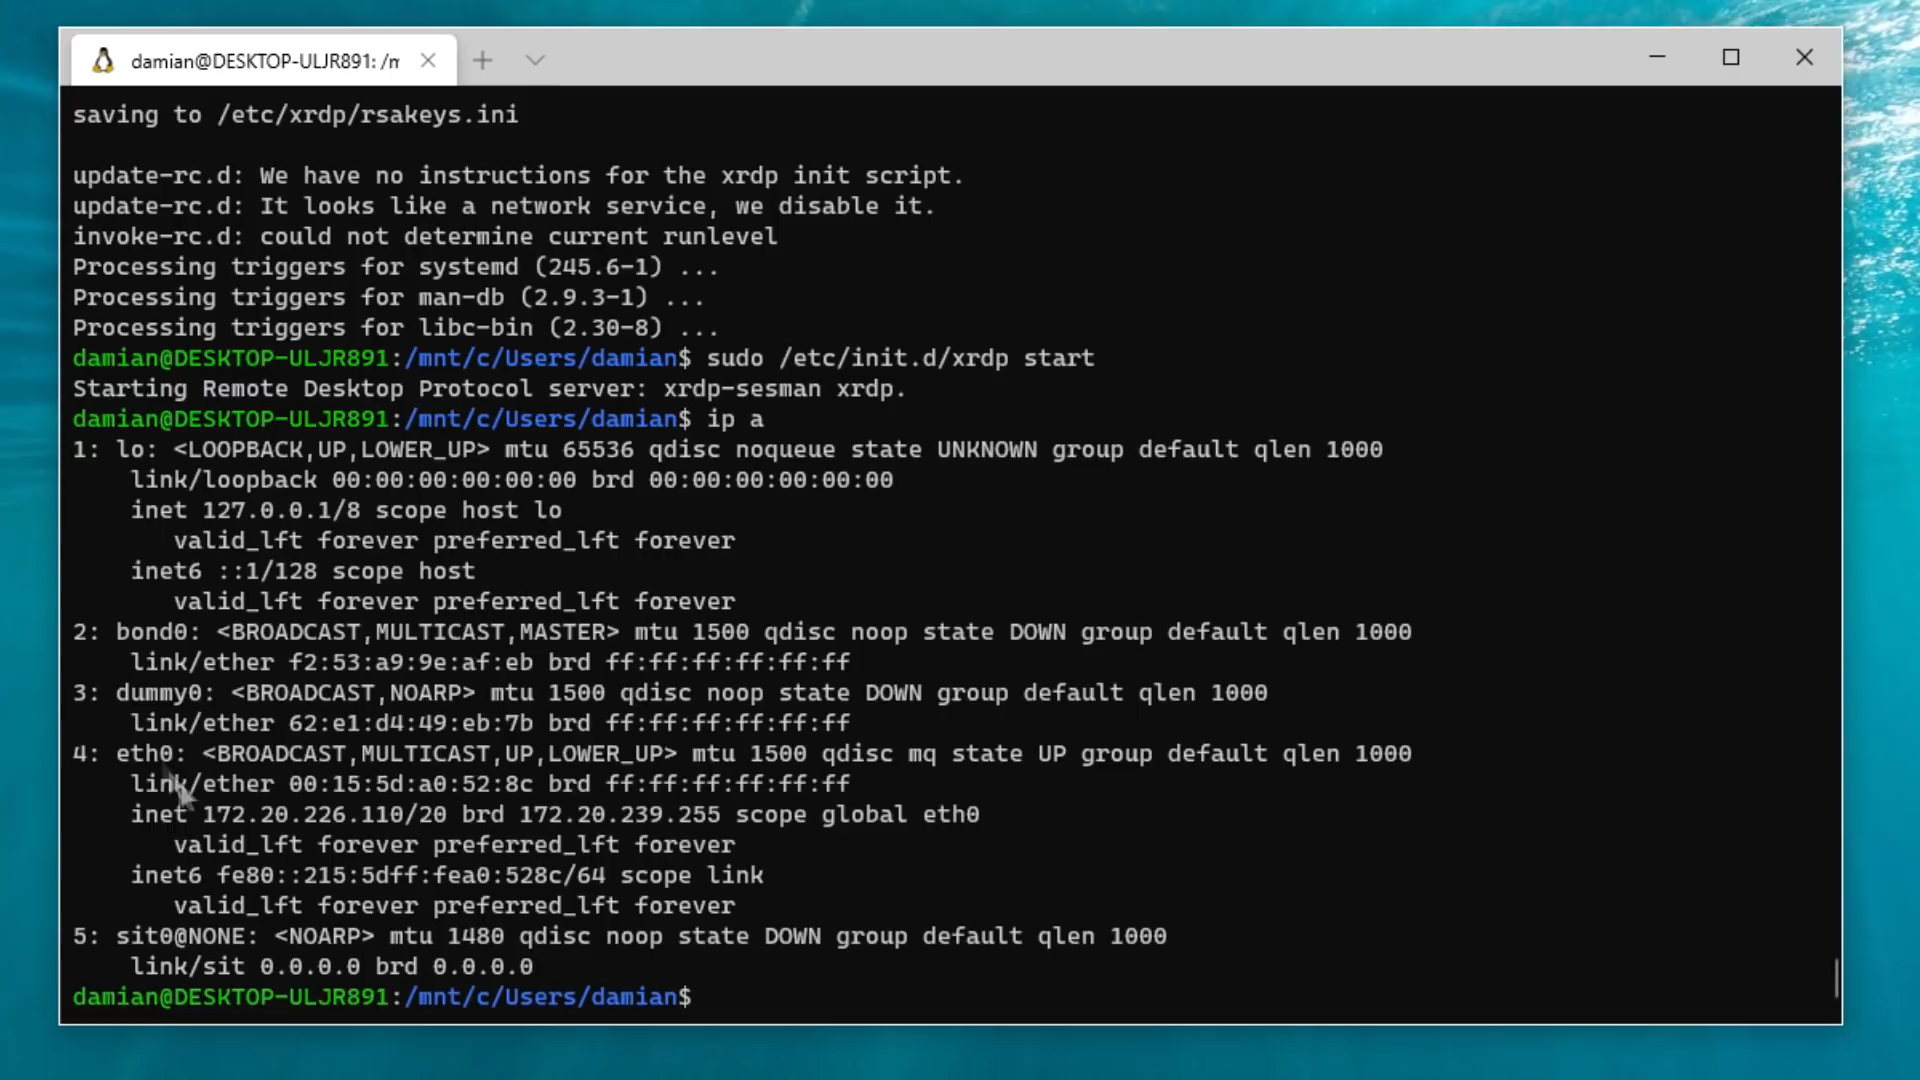 damian@DESKTOP-ULJR891: /m
saving to /etc/xrdp/rsakeys.ini
update-rc.d: We have no instructions for the xrdp init script.
update-rc.d: It looks like a network service, we disable it.
invoke-rc.d: could not determine current runlevel
Processing triggers for systemd (245.6-1) ...
Processing triggers for man-db (2.9.3-1) ...
Processing triggers for libc-bin (2.30-8) ...
damian@DESKTOP-ULJR891:/mnt/c/Users/damian$ sudo /etc/init.d/xrdp start
Starting Remote Desktop Protocol server: xrdp-sesman xrdp.
damian@DESKTOP-ULJR891:/mnt/c/Users/damian$ ip a
1: lo: <LOOPBACK,UP,LOWER_UP> mtu 65536 qdisc noqueue state UNKNOWN group default qlen 1000
    link/loopback 00:00:00:00:00:00 brd 00:00:00:00:00:00
    inet 127.0.0.1/8 scope host lo
       valid_lft forever preferred_lft forever
    inet6 ::1/128 scope host
       valid_lft forever preferred_lft forever
2: bond0: <BROADCAST,MULTICAST,MASTER> mtu 1500 qdisc noop state DOWN group default qlen 1000
    link/ether f2:53:a9:9e:af:eb brd ff:ff:ff:ff:ff:ff
3: dummy0: <BROADCAST,NOARP> mtu 1500 qdisc noop state DOWN group default qlen 1000
    link/ether 62:e1:d4:49:eb:7b brd ff:ff:ff:ff:ff:ff
4: eth0: <BROADCAST,MULTICAST,UP,LOWER_UP> mtu 1500 qdisc mq state UP group default qlen 1000
    link/ether 00:15:5d:a0:52:8c brd ff:ff:ff:ff:ff:ff
    inet 172.20.226.110/20 brd 172.20.239.255 scope global eth0
       valid_lft forever preferred_lft forever
    inet6 fe80::215:5dff:fea0:528c/64 scope link
       valid_lft forever preferred_lft forever
5: sit0@NONE: <NOARP> mtu 1480 qdisc noop state DOWN group default qlen 1000
    link/sit 0.0.0.0 brd 0.0.0.0
damian@DESKTOP-ULJR891:/mnt/c/Users/damian$